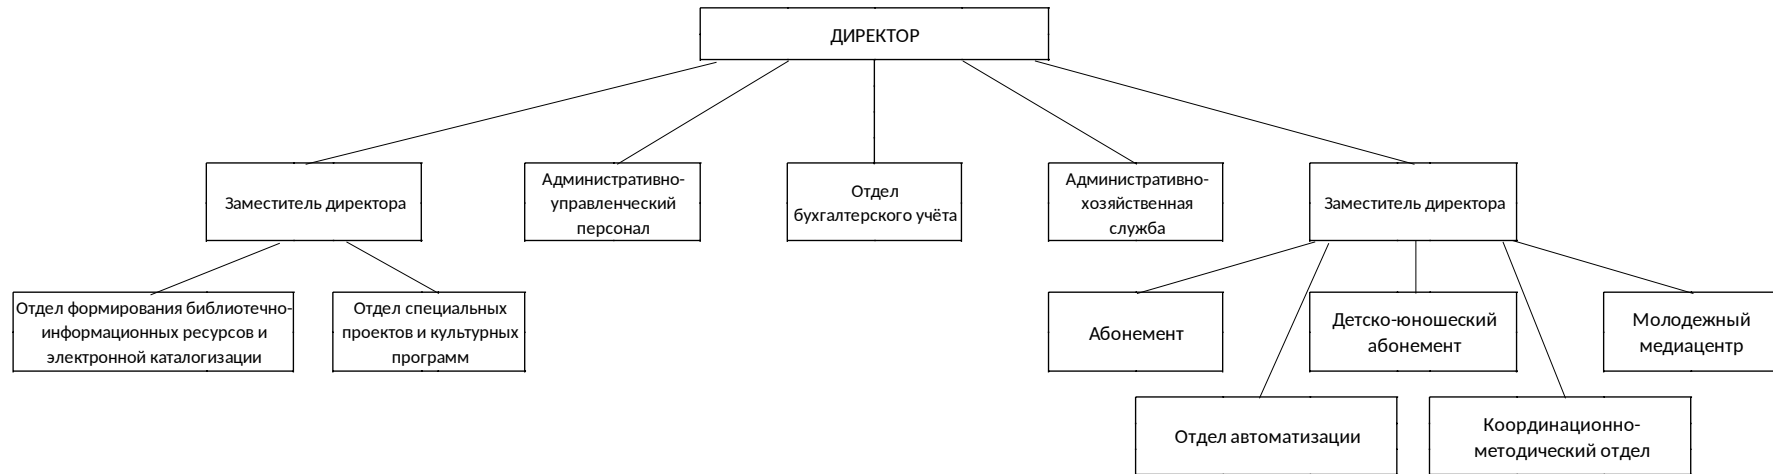 ДИРЕКТОР
Заместитель директора
Административно-
управленческий
персонал
Отдел
бухгалтерского учёта
Административно-
хозяйственная
служба
Заместитель директора
Отдел формирования библиотечно-
информационных ресурсов и
электронной каталогизации
Отдел специальных
проектов и культурных
программ
Абонемент
Детско-юношеский
абонемент
Молодежный
медиацентр
Отдел автоматизации
Координационно-
методический отдел